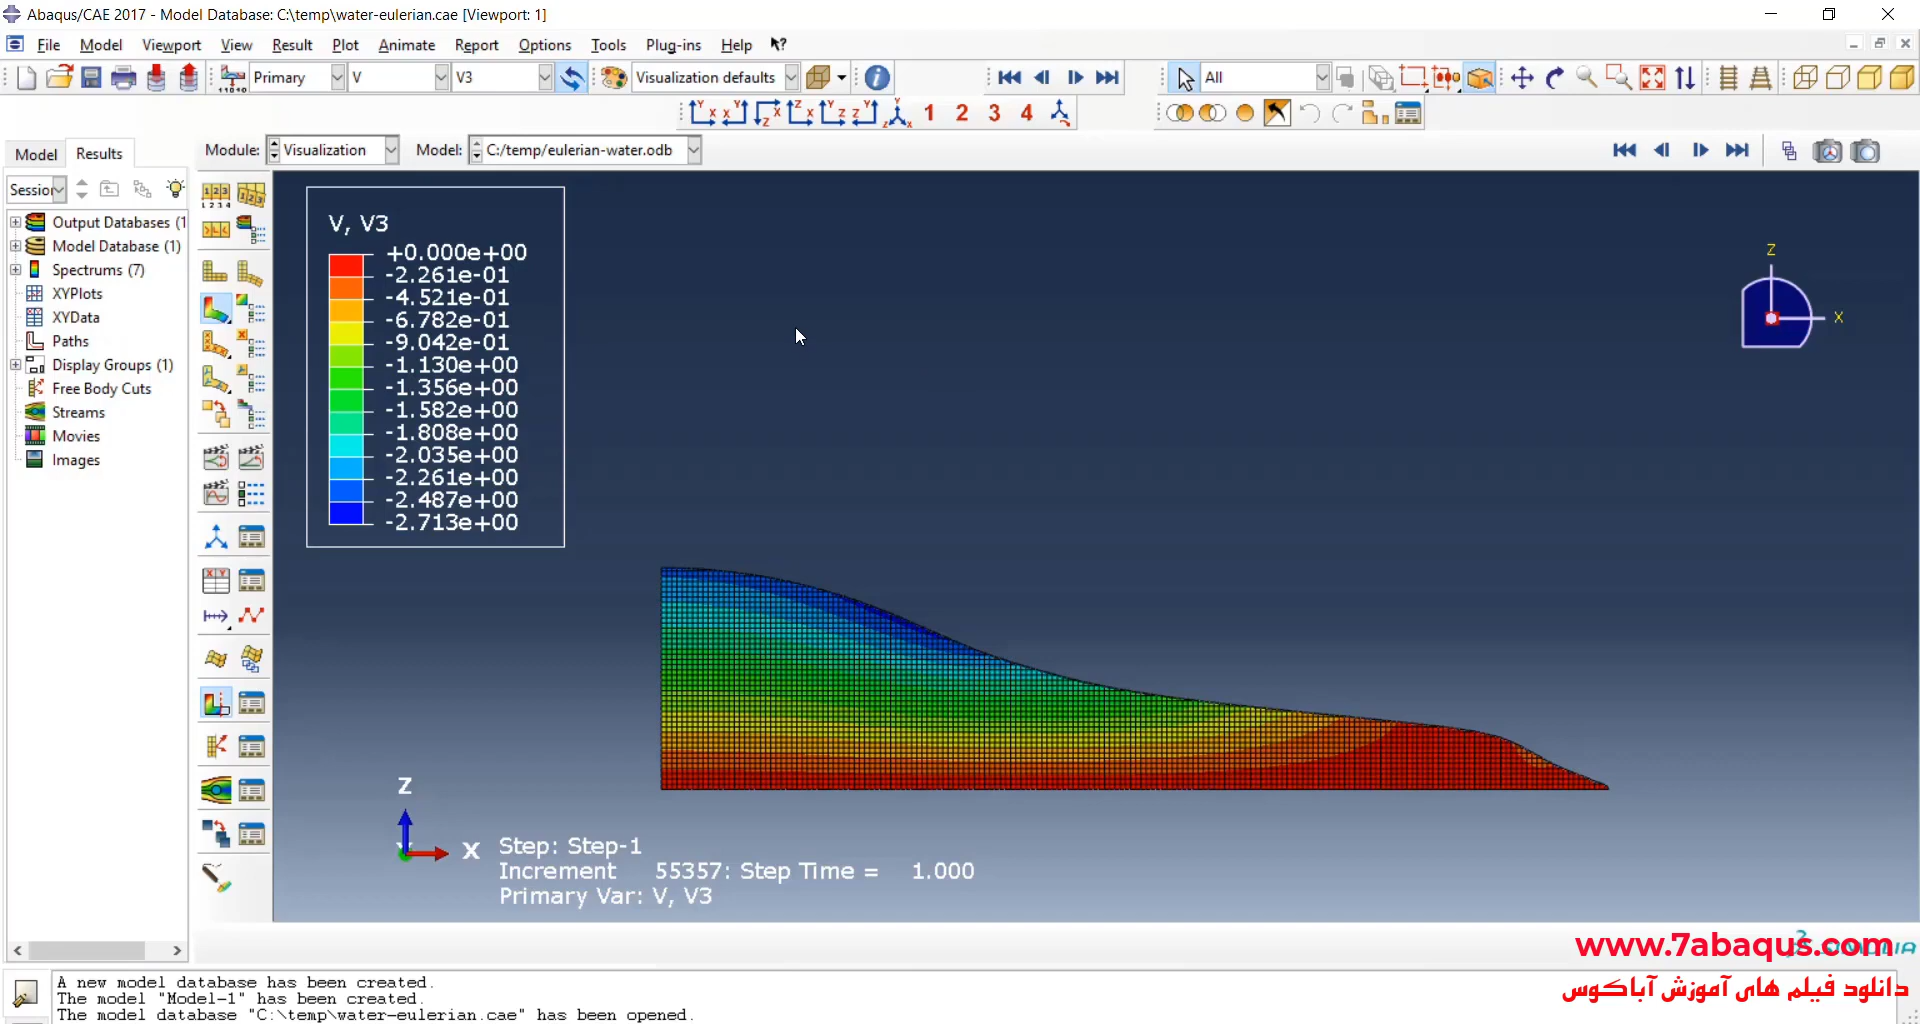 Abaqus/CAE 2017 - Model Database: C:\temp\water-eulerian.cae [Viewport: 1]
File Model Viewport View Result Plot Animate Report Options Tools Plug-ins Help
Primary V V3 Visualization defaults All
1 2 3 4
Model Results Module: Visualization Model: C:/temp/eulerian-water.odb
Session
Output Databases (1
Model Database (1)
Spectrums (7)
XYPlots
XYData
Paths
Display Groups (1)
Free Body Cuts
Streams
Movies
Images
V, V3
+0.000e+00
-2.261e-01
-4.521e-01
-6.782e-01
-9.042e-01
-1.130e+00
-1.356e+00
-1.582e+00
-1.808e+00
-2.035e+00
-2.261e+00
-2.487e+00
-2.713e+00
Z
X
Z
X
Step: Step-1
Increment 55357: Step Time = 1.000
Primary Var: V, V3
www.7abaqus.com
دانلود فیلم های آموزش آباکوس
A new model database has been created.
The model "Model-1" has been created.
The model database "C:\temp\water-eulerian.cae" has been opened.